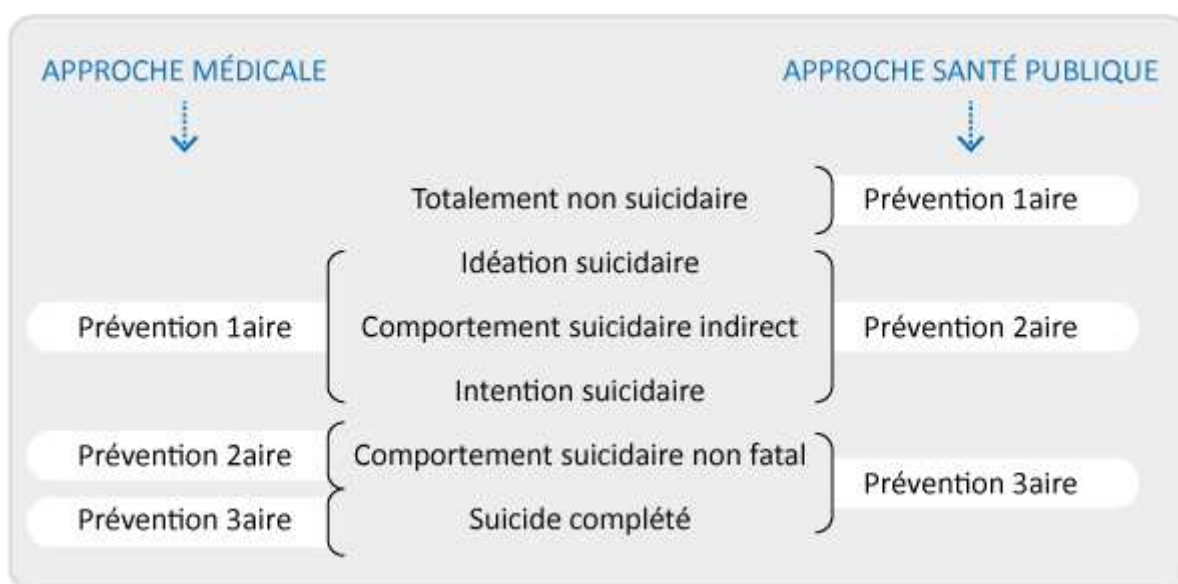 APPROCHE MÉDICALE
APPROCHE SANTÉ PUBLIQUE
Totalement non suicidaire
Prévention 1aire
Idéation suicidaire
Prévention 1aire
Comportement suicidaire indirect
Prévention 2aire
Intention suicidaire
Prévention 2aire
Comportement suicidaire non fatal
Prévention 3aire
Prévention 3aire
Suicide complété